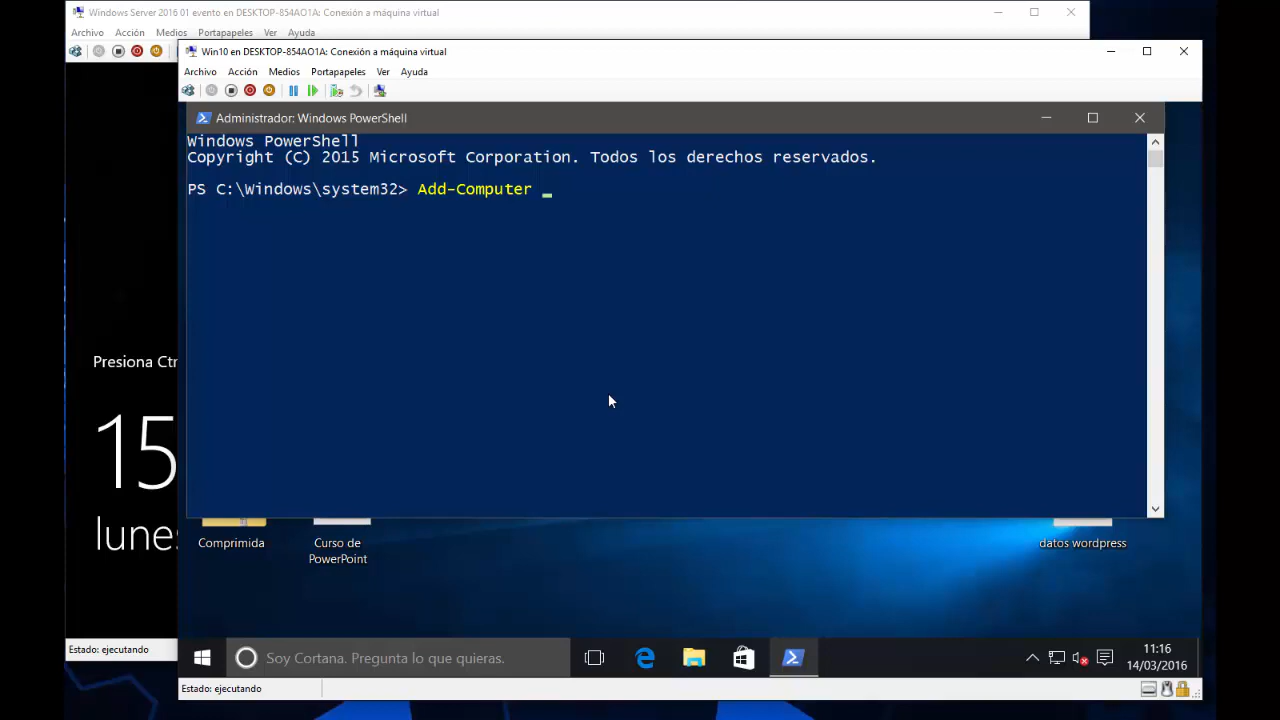 Windows Server 2016 01 evento en DESKTOP-854AO1A: Conexión a máquina virtual
Archivo Acción Medios Portapapeles Ver Ayuda
Win10 en DESKTOP-854AO1A: Conexión a máquina virtual
Archivo Acción Medios Portapapeles Ver Ayuda
Administrador: Windows PowerShell
Windows PowerShell
Copyright (C) 2015 Microsoft Corporation. Todos los derechos reservados.
PS C:\Windows\system32> Add-Computer _
Presiona Ctr
15
lunes
Comprimida
Curso de
PowerPoint
datos wordpress
Soy Cortana. Pregunta lo que quieras.
11:16
14/03/2016
Estado: ejecutando
Estado: ejecutando